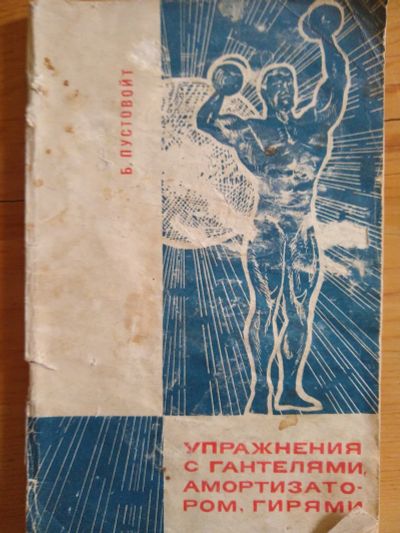 Б. ПУСТОВОЙТ
УПРАЖНЕНИЯ
С ГАНТЕЛЯМИ,
АМОРТИЗАТО-
РОМ, ГИРЯМИ